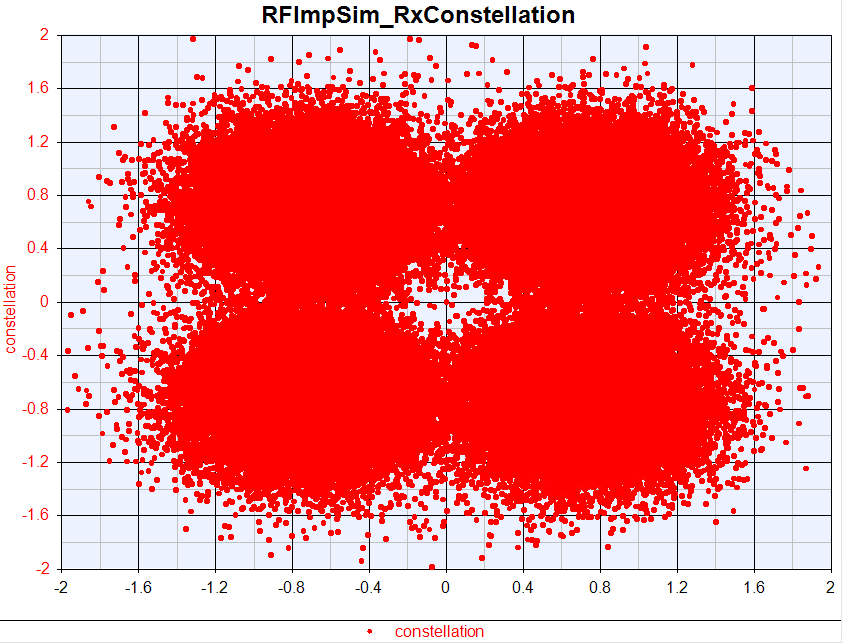 RFImpSim_RxConstellation
2
1.6
1.2
0.8
0.4
0
-0.4
-0.8
-1.2
-1.6
-2
constellation
-2 -1.6 -1.2 -0.8 -0.4 0 0.4 0.8 1.2 1.6 2
constellation